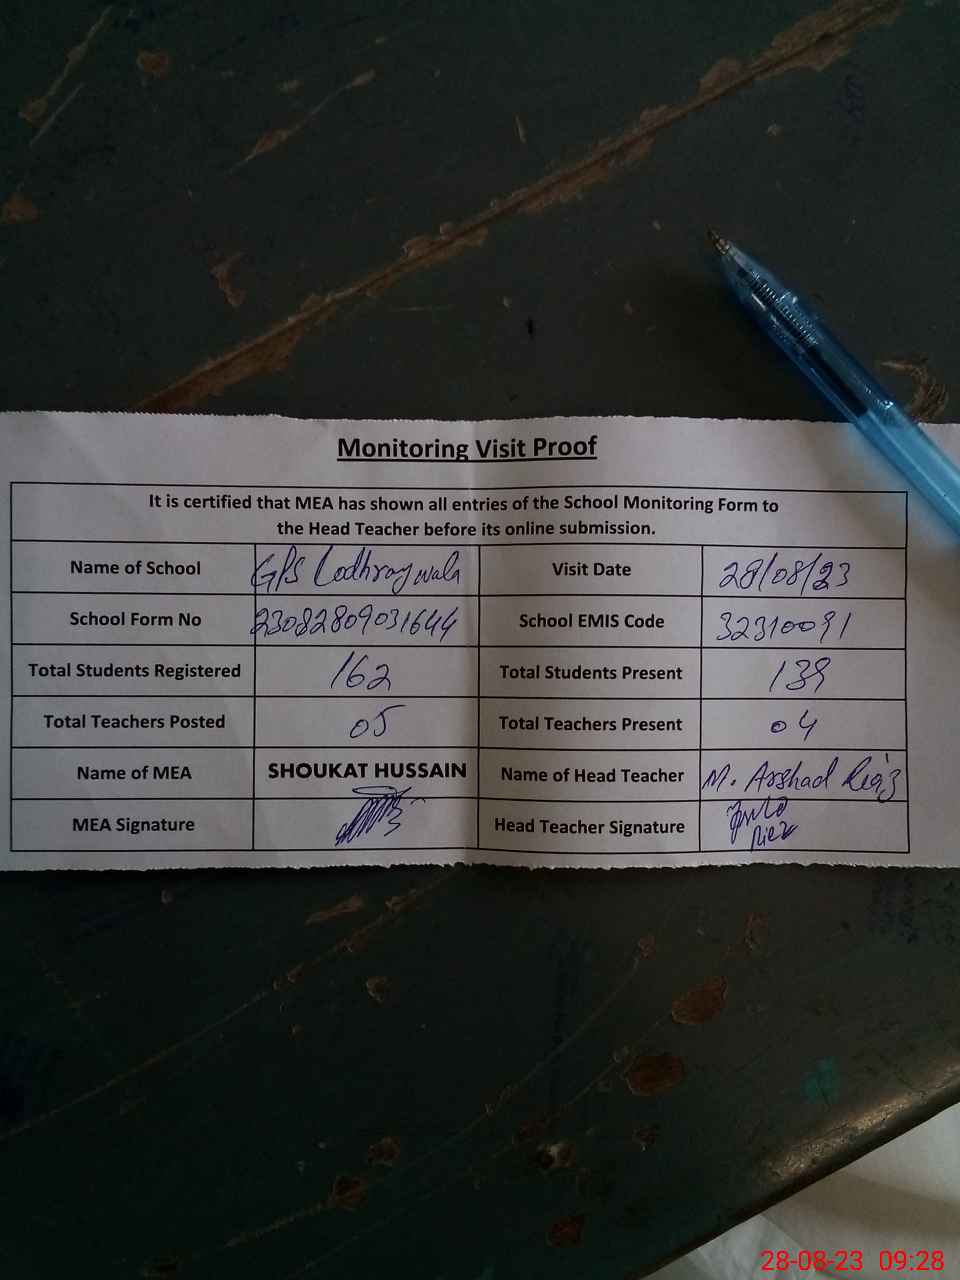 Monitoring Visit Proof
It is certified that MEA has shown all entries of the School Monitoring Form to
the Head Teacher before its online submission.
Name of School GPS Lodhraywala Visit Date 28/08/23
School Form No 23082809031644 School EMIS Code 32310091
Total Students Registered 162 Total Students Present 139
Total Teachers Posted 05 Total Teachers Present 04
Name of MEA SHOUKAT HUSSAIN Name of Head Teacher M. Arshad Riaz
MEA Signature Head Teacher Signature
28-08-23 09:28